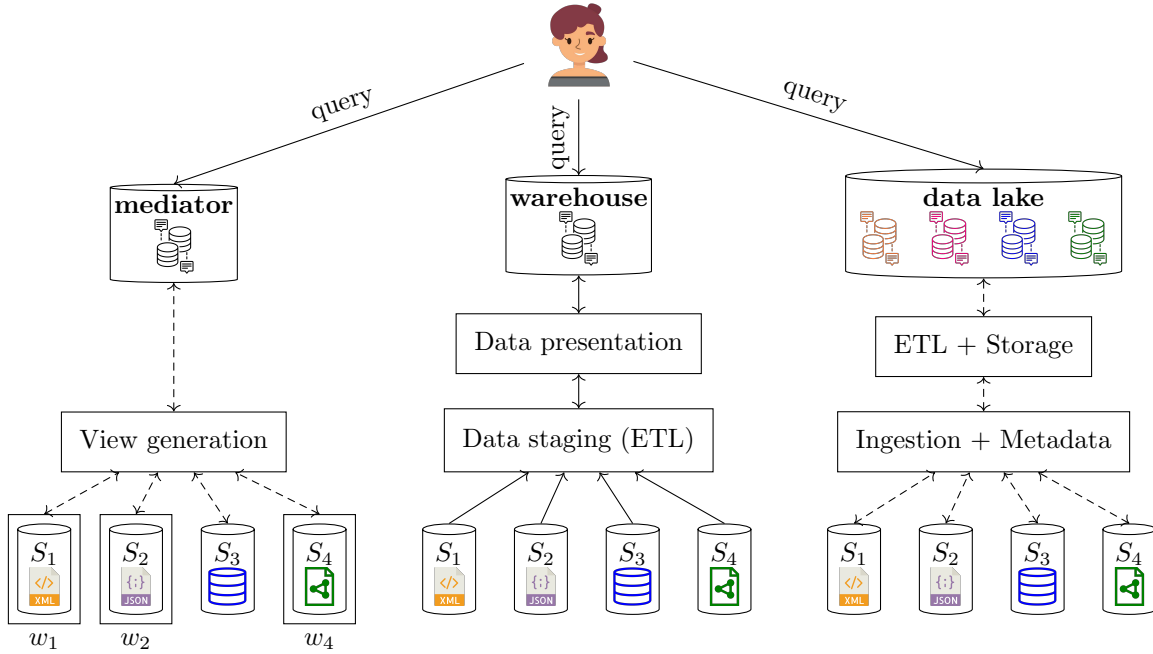 query
query
query
mediator
warehouse
data lake
Data presentation
ETL + Storage
View generation
Data staging (ETL)
Ingestion + Metadata
S1 S2 S3 S4
</> XML {;} JSON
w1 w2 w4
S1 S2 S3 S4
</> XML {;} JSON
S1 S2 S3 S4
</> XML {;} JSON